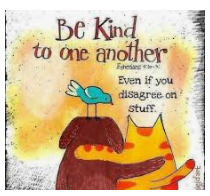 Be Kind
to one another
Even if you
disagree on
stuff.